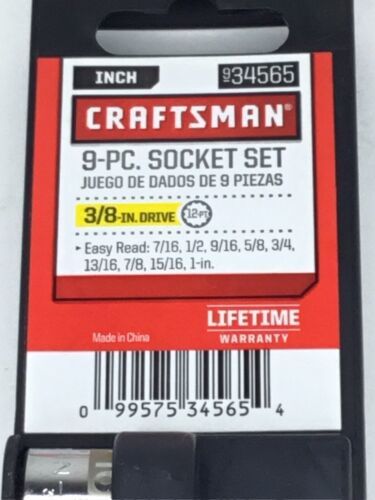 INCH
934565
CRAFTSMAN®
9-PC. SOCKET SET
JUEGO DE DADOS DE 9 PIEZAS
3/8-IN. DRIVE 12-PT
Easy Read: 7/16, 1/2, 9/16, 5/8, 3/4,
13/16, 7/8, 15/16, 1-in.
LIFETIME
WARRANTY
Made in China
0 99575 34565 4